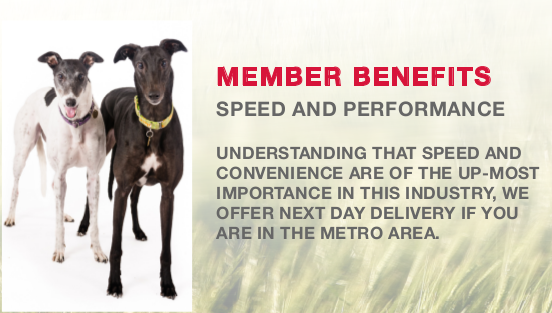 MEMBER BENEFITS
SPEED AND PERFORMANCE
UNDERSTANDING THAT SPEED AND
CONVENIENCE ARE OF THE UP-MOST
IMPORTANCE IN THIS INDUSTRY, WE
OFFER NEXT DAY DELIVERY IF YOU
ARE IN THE METRO AREA.